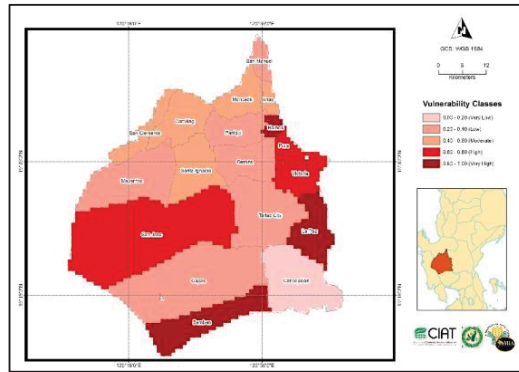 GCS WGS 1984
0 6 12
Kilometers
Vulnerability Classes
0.00 - 0.20 (Very Low)
0.20 - 0.40 (Low)
0.40 - 0.60 (Moderate)
0.60 - 0.80 (High)
0.80 - 1.00 (Very High)
San Manuel
Moncada
Anao
Camiling
Paniqui
Ramos
San Clemente
Pura
Gerona
Victoria
Mayantoc
Santa Ignacia
Tarlac City
La Paz
San Jose
Capas
Concepcion
Bamban
CIAT